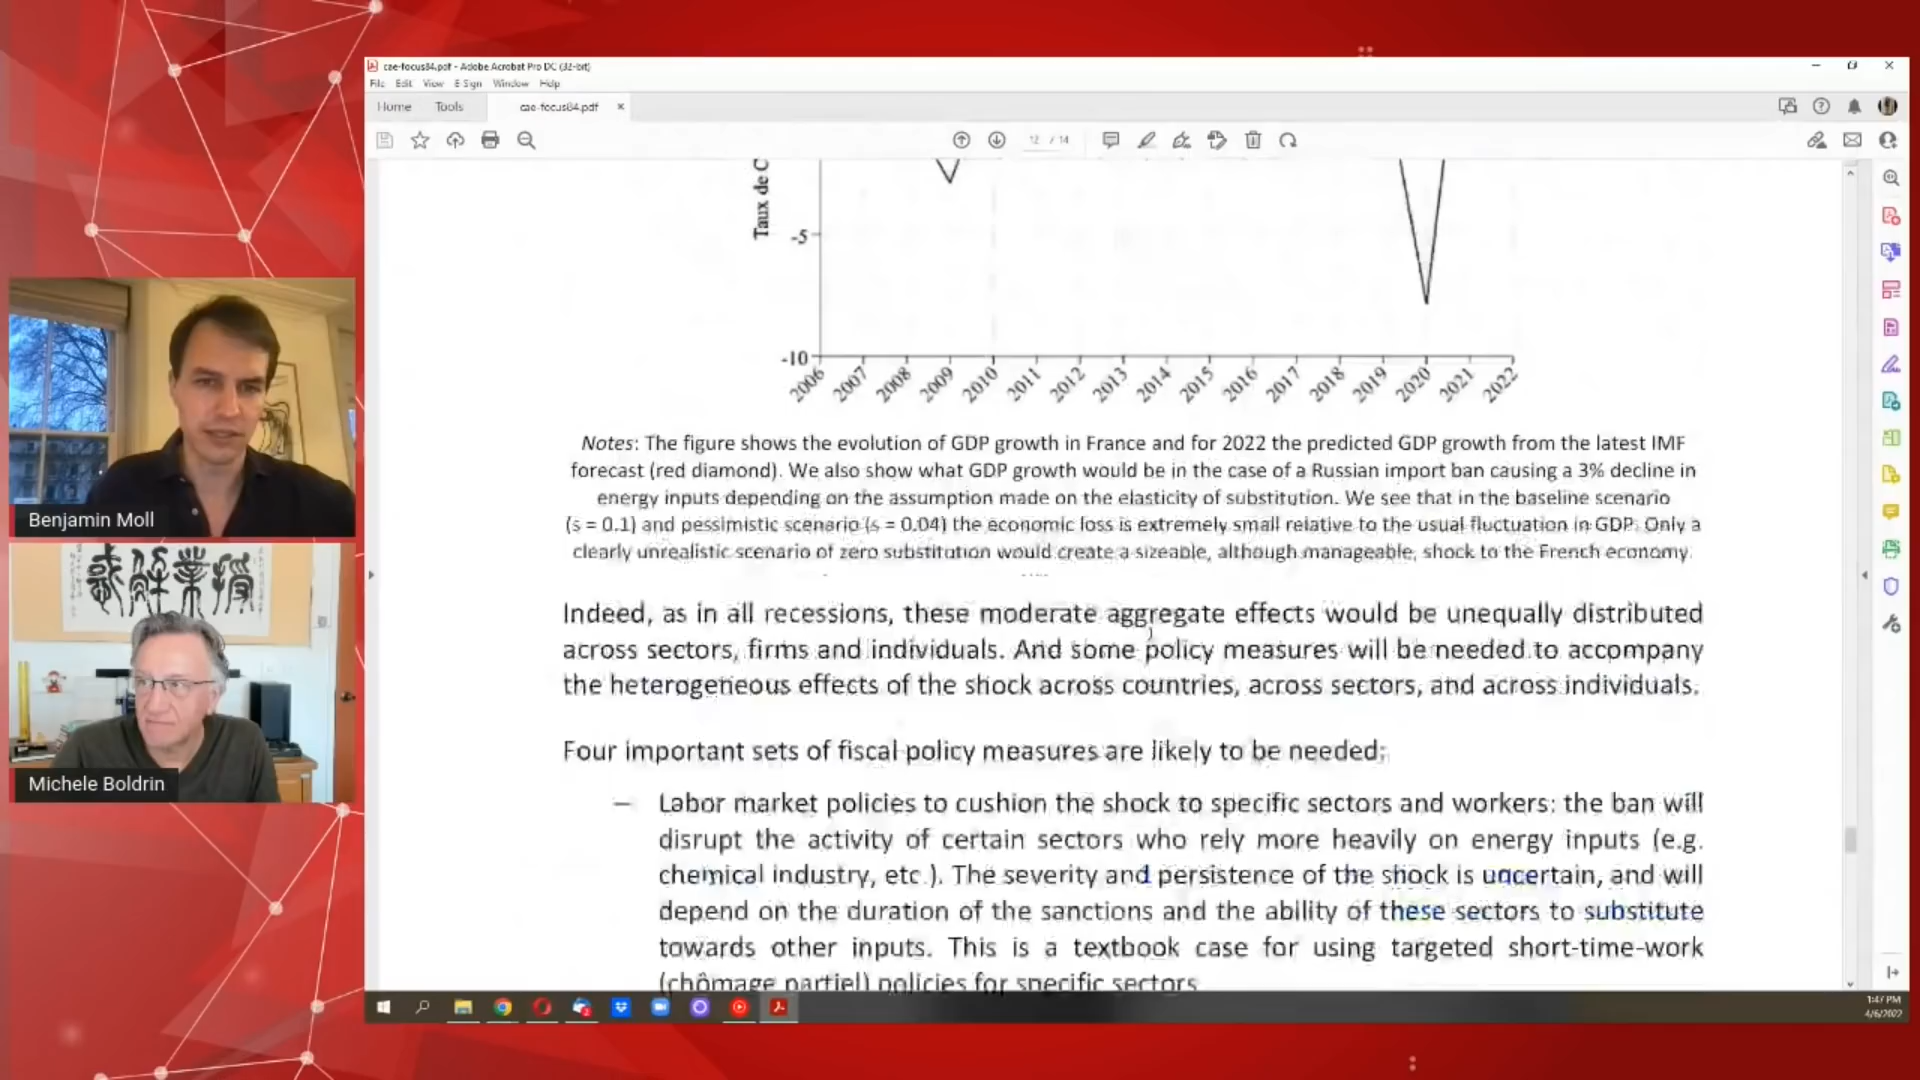 cae-focus84.pdf - Adobe Acrobat Pro DC (32-bit)
File Edit View E-Sign Window Help
Home Tools cae-focus84.pdf
12 / 14
Taux de C
-5
-10
2006 2007 2008 2009 2010 2011 2012 2013 2014 2015 2016 2017 2018 2019 2020 2021 2022
Notes: The figure shows the evolution of GDP growth in France and for 2022 the predicted GDP growth from the latest IMF
forecast (red diamond). We also show what GDP growth would be in the case of a Russian import ban causing a 3% decline in
energy inputs depending on the assumption made on the elasticity of substitution. We see that in the baseline scenario
(s = 0.1) and pessimistic scenario (s = 0.04) the economic loss is extremely small relative to the usual fluctuation in GDP. Only a
clearly unrealistic scenario of zero substitution would create a sizeable, although manageable, shock to the French economy.
Indeed, as in all recessions, these moderate aggregate effects would be unequally distributed
across sectors, firms and individuals. And some policy measures will be needed to accompany
the heterogeneous effects of the shock across countries, across sectors, and across individuals.
Four important sets of fiscal policy measures are likely to be needed:
– Labor market policies to cushion the shock to specific sectors and workers: the ban will
disrupt the activity of certain sectors who rely more heavily on energy inputs (e.g.
chemical industry, etc.). The severity and persistence of the shock is uncertain, and will
depend on the duration of the sanctions and the ability of these sectors to substitute
towards other inputs. This is a textbook case for using targeted short-time-work
(chômage partiel) policies for specific sectors
1:47 PM
4/6/2022
Benjamin Moll
Michele Boldrin